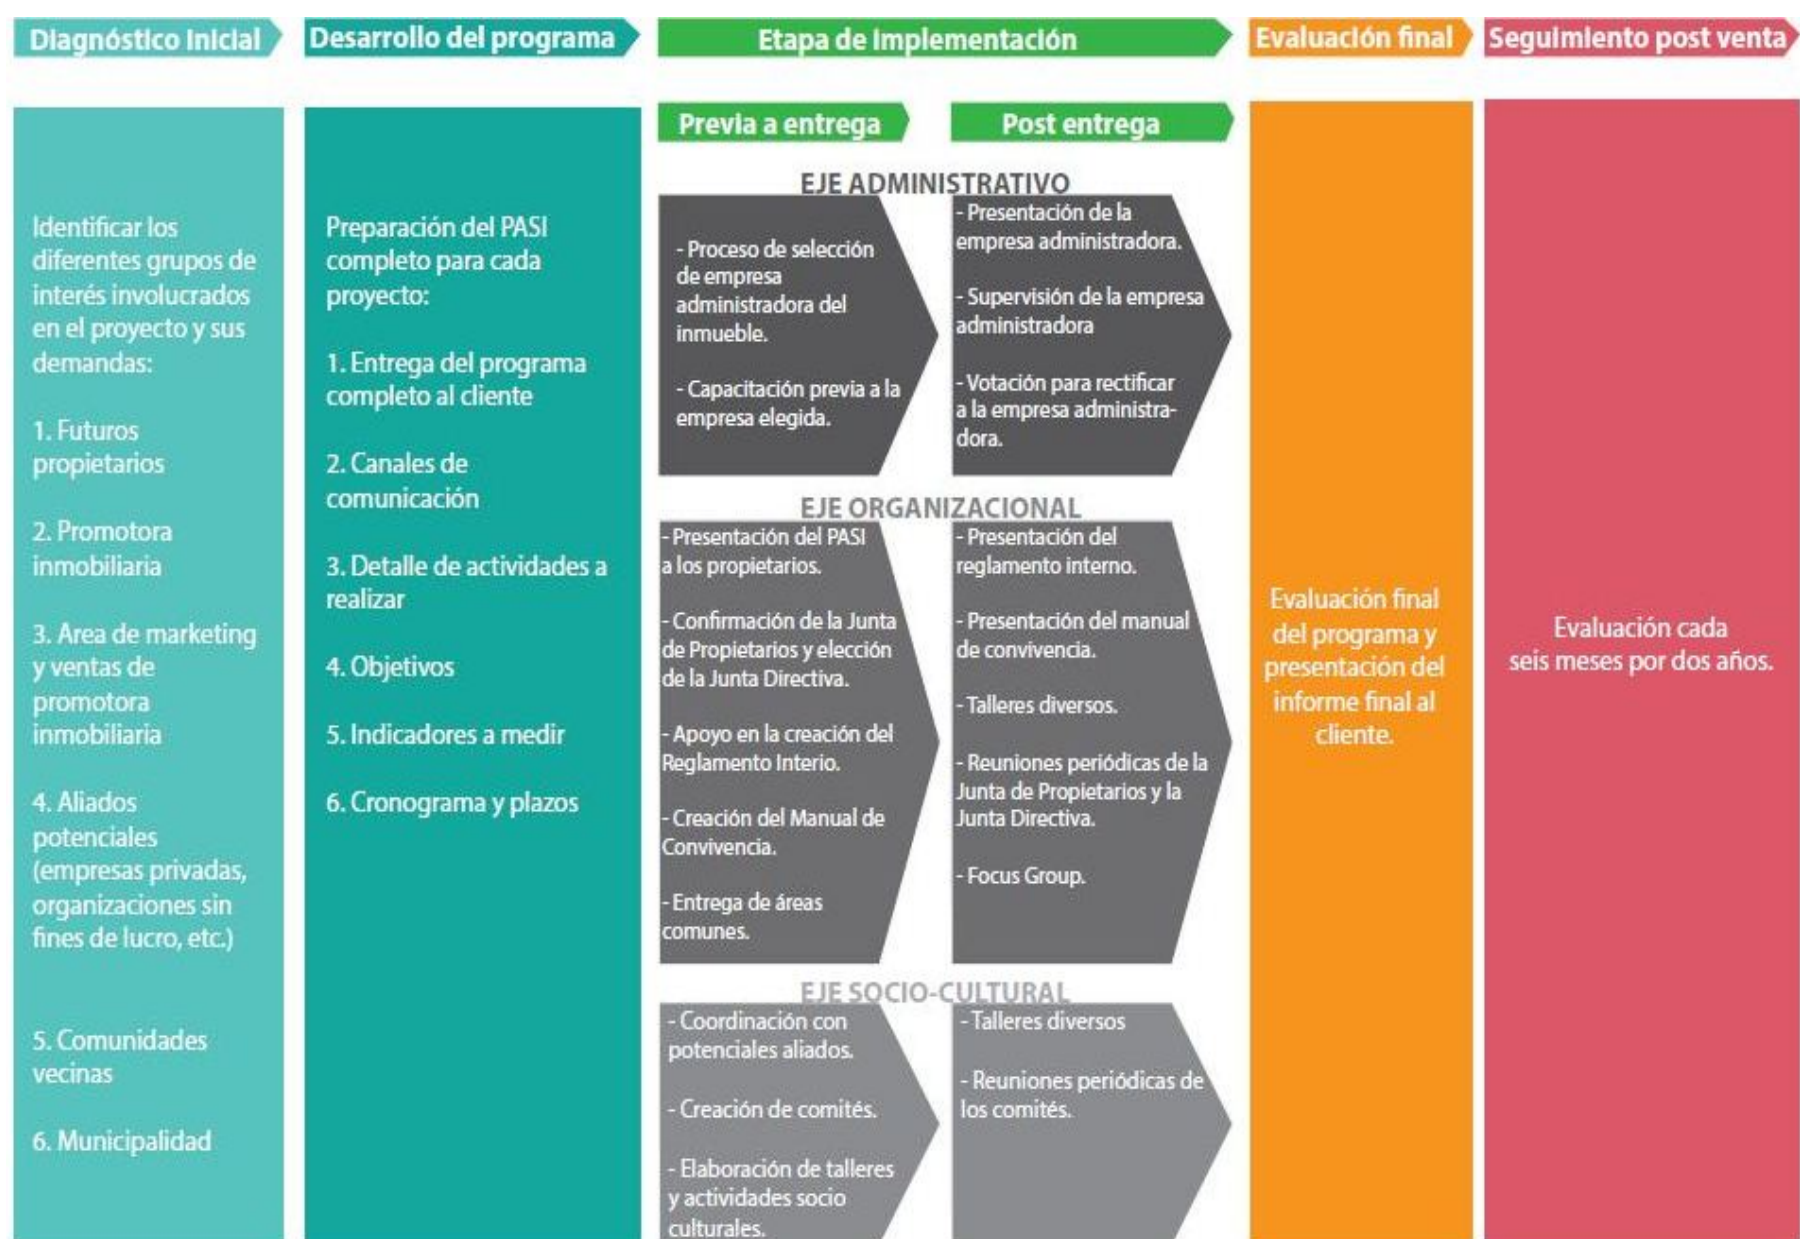 Diagnóstico Inicial
Desarrollo del programa
Etapa de Implementación
Evaluación final
Seguimiento post venta
Identificar los
diferentes grupos de
interés involucrados
en el proyecto y sus
demandas:
1. Futuros
propietarios
2. Promotora
inmobiliaria
3. Area de marketing
y ventas de
promotora
inmobiliaria
4. Aliados
potenciales
(empresas privadas,
organizaciones sin
fines de lucro, etc.)
5. Comunidades
vecinas
6. Municipalidad
Preparación del PASI
completo para cada
proyecto:
1. Entrega del programa
completo al cliente
2. Canales de
comunicación
3. Detalle de actividades a
realizar
4. Objetivos
5. Indicadores a medir
6. Cronograma y plazos
Previa a entrega
Post entrega
EJE ADMINISTRATIVO
- Proceso de selección
de empresa
administradora del
inmueble.
- Capacitación previa a la
empresa elegida.
- Presentación de la
empresa administradora.
- Supervisión de la empresa
administradora
- Votación para rectificar
a la empresa administra-
dora.
EJE ORGANIZACIONAL
- Presentación del PASI
a los propietarios.
- Confirmación de la Junta
de Propietarios y elección
de la Junta Directiva.
- Apoyo en la creación del
Reglamento Interio.
- Creación del Manual de
Convivencia.
- Entrega de áreas
comunes.
- Presentación del
reglamento interno.
- Presentación del manual
de convivencia.
- Talleres diversos.
- Reuniones periódicas de la
Junta de Propietarios y la
Junta Directiva.
- Focus Group.
EJE SOCIO-CULTURAL
- Coordinación con
potenciales aliados.
- Creación de comités.
- Elaboración de talleres
y actividades socio
culturales.
- Talleres diversos
- Reuniones periódicas de
los comités.
Evaluación final
del programa y
presentación del
informe final al
cliente.
Evaluación cada
seis meses por dos años.